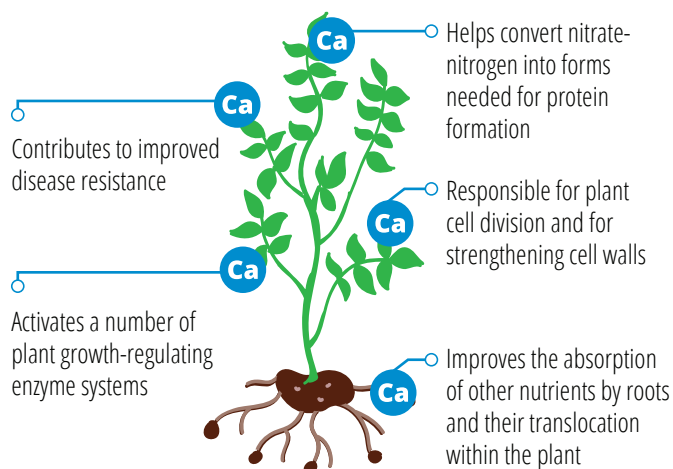 Ca
Helps convert nitrate-
nitrogen into forms
needed for protein
formation
Ca
Contributes to improved
disease resistance
Ca
Responsible for plant
cell division and for
strengthening cell walls
Ca
Activates a number of
plant growth-regulating
enzyme systems
Ca
Improves the absorption
of other nutrients by roots
and their translocation
within the plant